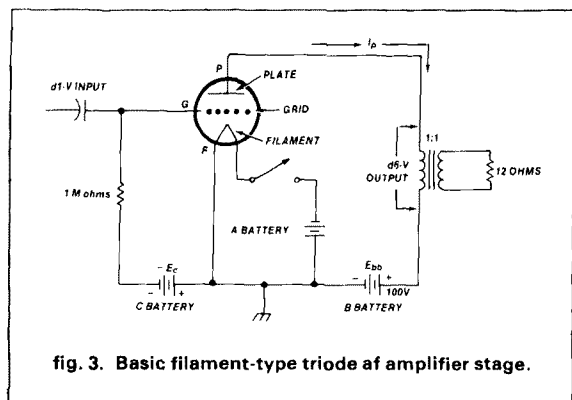 Ip
P
d1-V INPUT
PLATE
G
GRID
F
FILAMENT
1:1
d6-V
OUTPUT
12 OHMS
1 M ohms
A BATTERY
- Ec
- +
C BATTERY
Ebb
- +
100V
B BATTERY
fig. 3. Basic filament-type triode af amplifier stage.